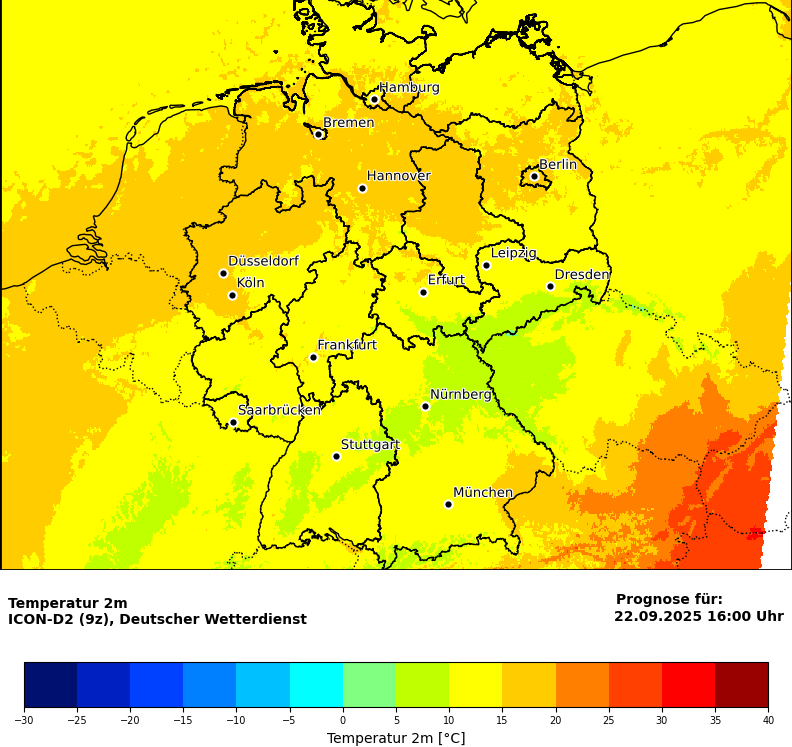 Hamburg
Bremen
Berlin
Hannover
Leipzig
Düsseldorf
Dresden
Köln
Erfurt
Frankfurt
Nürnberg
Saarbrücken
Stuttgart
München
Temperatur 2m
ICON-D2 (9z), Deutscher Wetterdienst
Prognose für:
22.09.2025 16:00 Uhr
−30 −25 −20 −15 −10 −5 0 5 10 15 20 25 30 35 40
Temperatur 2m [°C]